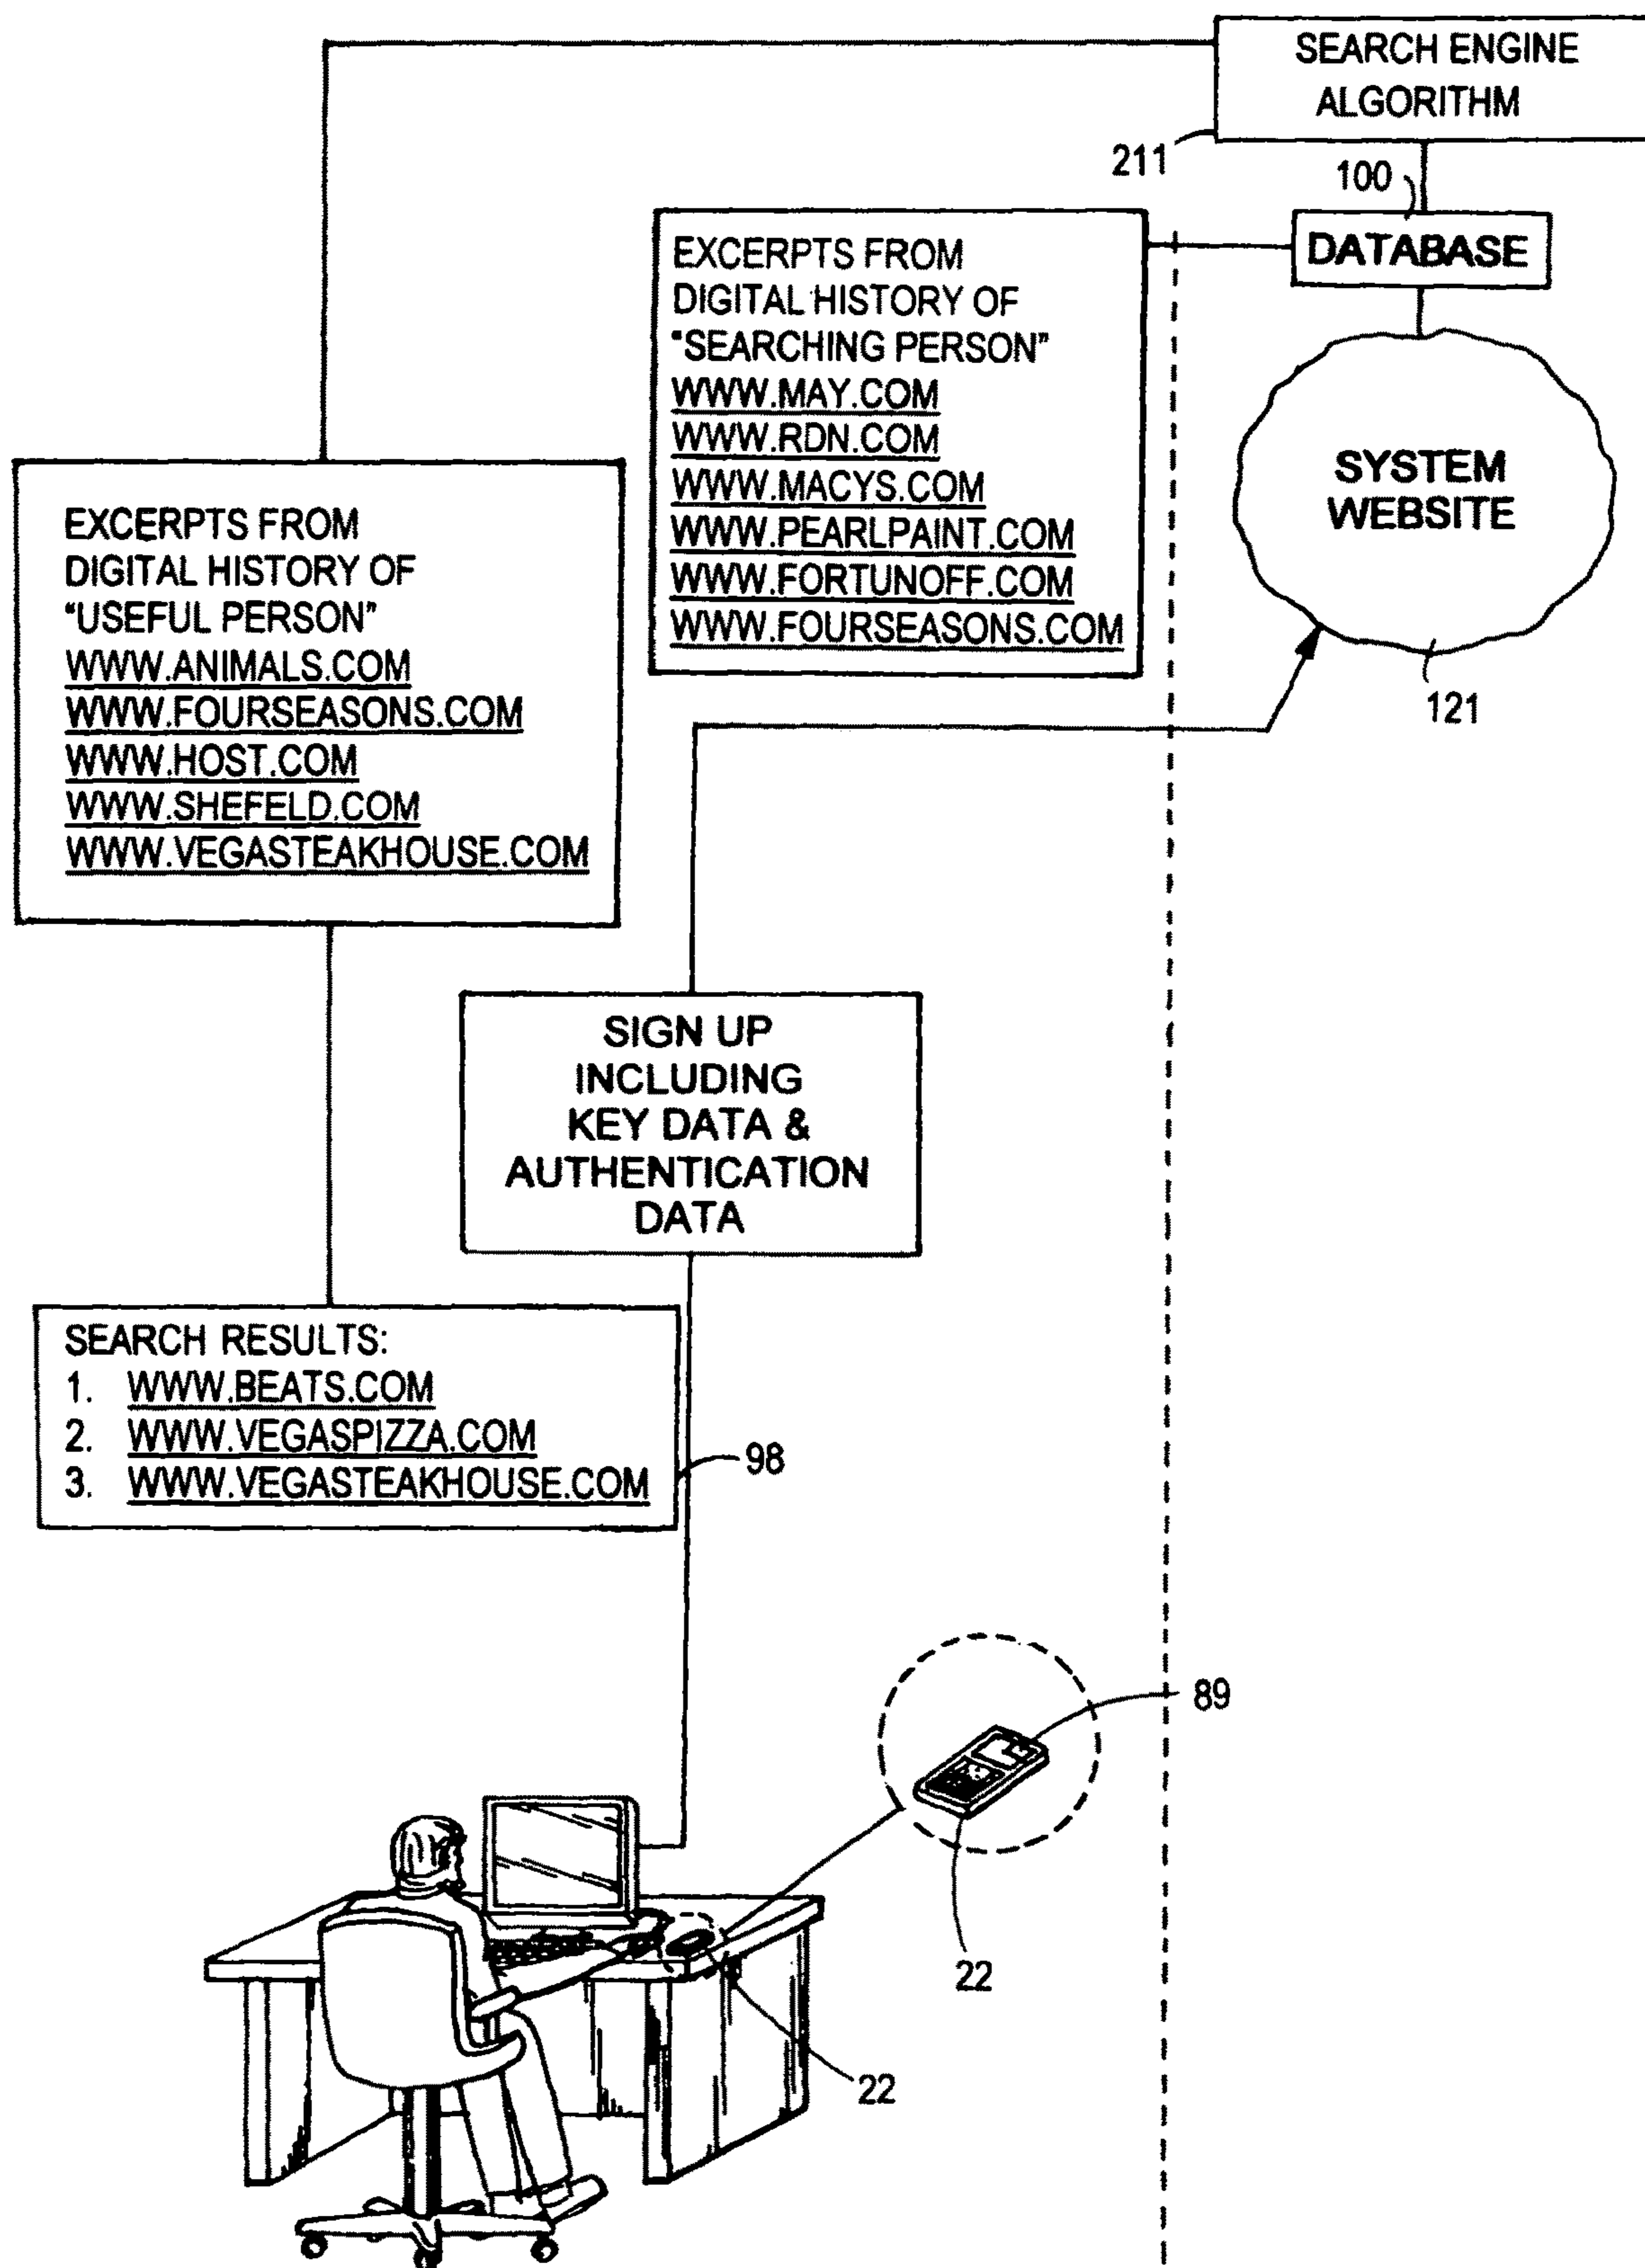 SEARCH ENGINE
ALGORITHM
211
100
DATABASE
EXCERPTS FROM
DIGITAL HISTORY OF
"SEARCHING PERSON"
WWW.MAY.COM
WWW.RDN.COM
WWW.MACYS.COM
WWW.PEARLPAINT.COM
WWW.FORTUNOFF.COM
WWW.FOURSEASONS.COM
SYSTEM
WEBSITE
121
EXCERPTS FROM
DIGITAL HISTORY OF
"USEFUL PERSON"
WWW.ANIMALS.COM
WWW.FOURSEASONS.COM
WWW.HOST.COM
WWW.SHEFELD.COM
WWW.VEGASTEAKHOUSE.COM
SIGN UP
INCLUDING
KEY DATA &
AUTHENTICATION
DATA
SEARCH RESULTS:
1. WWW.BEATS.COM
2. WWW.VEGASPIZZA.COM
3. WWW.VEGASTEAKHOUSE.COM
98
89
22
22